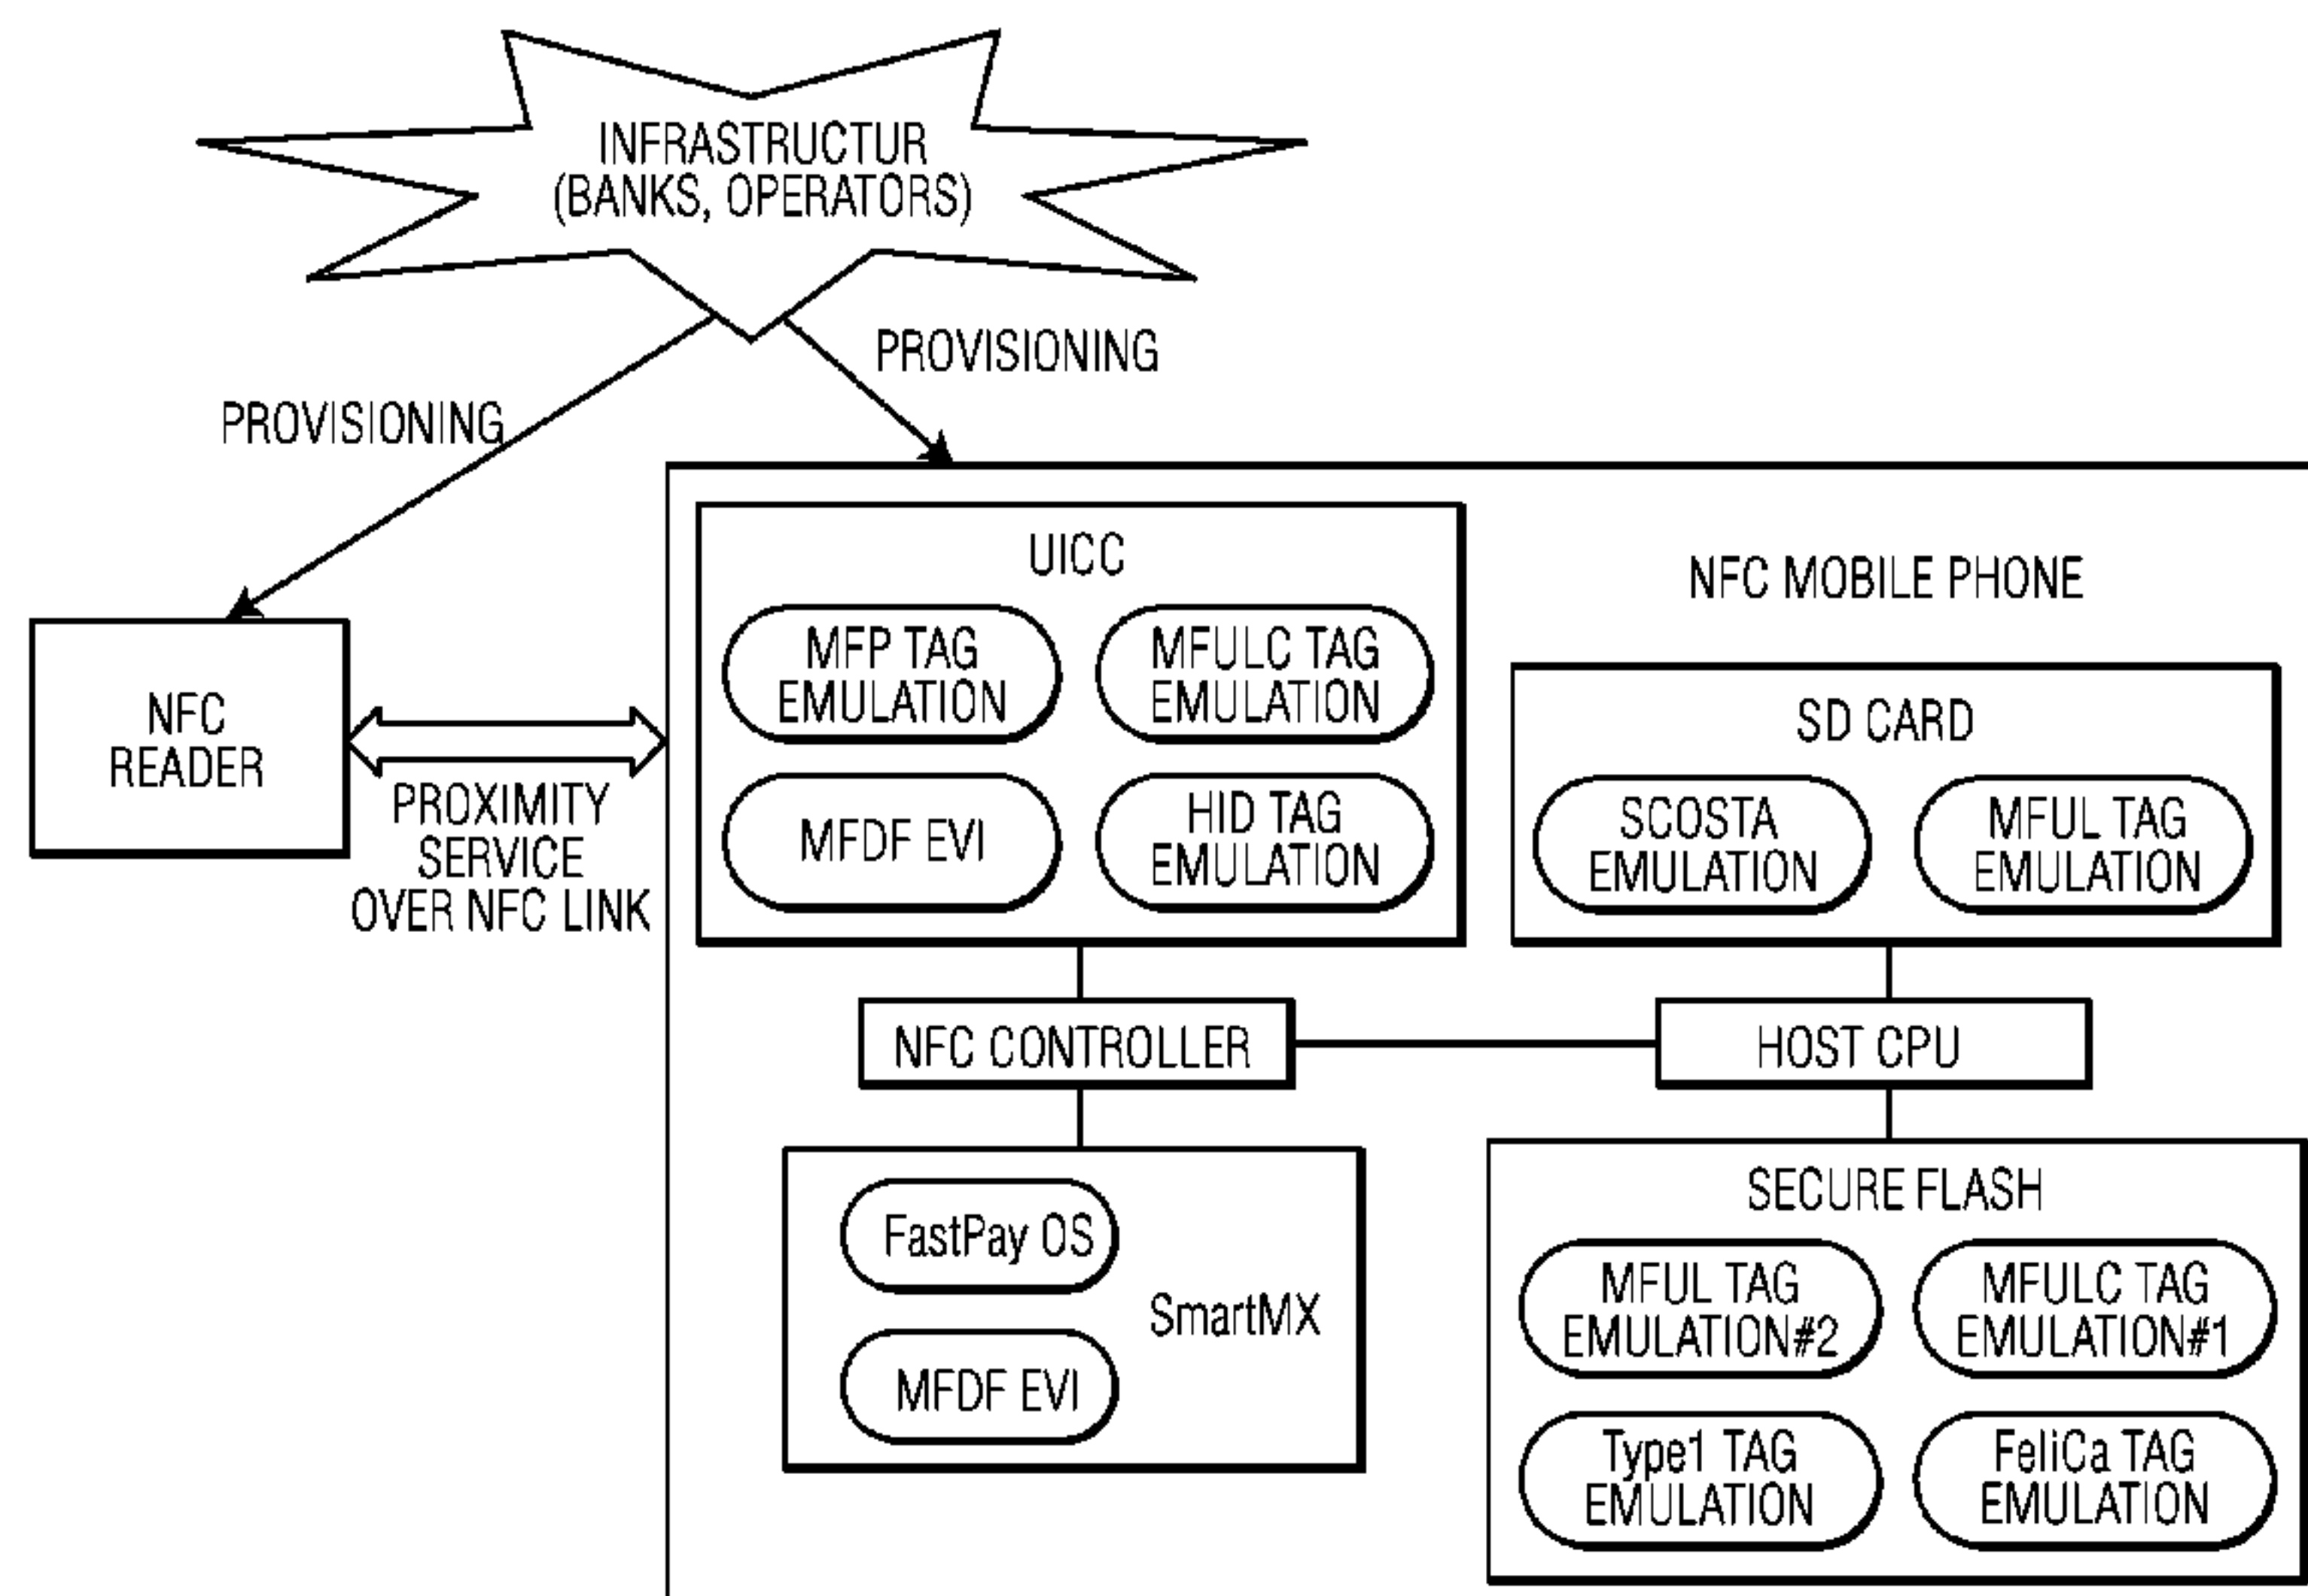 INFRASTRUCTUR
(BANKS, OPERATORS)
PROVISIONING
PROVISIONING
NFC
READER
PROXIMITY
SERVICE
OVER NFC LINK
NFC MOBILE PHONE
UICC
MFP TAG
EMULATION
MFULC TAG
EMULATION
MFDF EVI
HID TAG
EMULATION
SD CARD
SCOSTA
EMULATION
MFUL TAG
EMULATION
NFC CONTROLLER
HOST CPU
FastPay OS
SmartMX
MFDF EVI
SECURE FLASH
MFUL TAG
EMULATION#2
MFULC TAG
EMULATION#1
Type1 TAG
EMULATION
FeliCa TAG
EMULATION